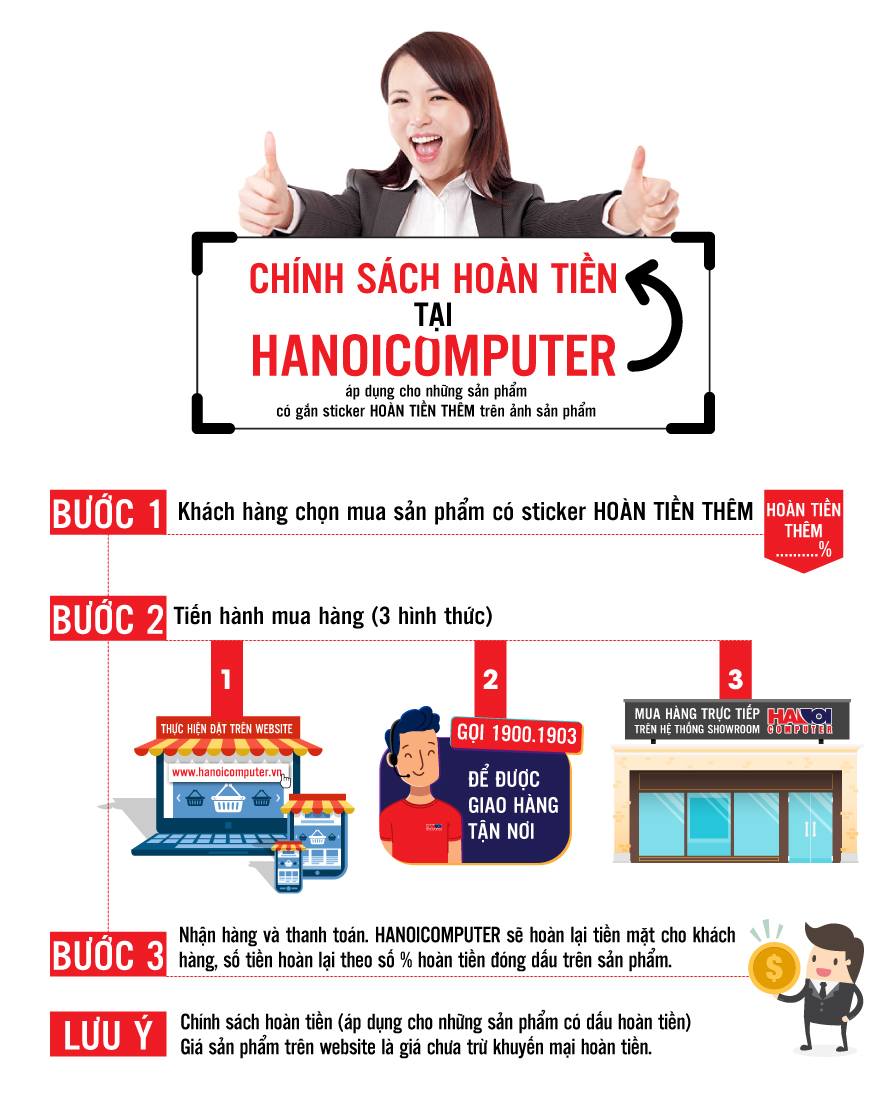 CHÍNH SÁCH HOÀN TIỀN
TẠI
HANOICOMPUTER
áp dụng cho những sản phẩm
có gắn sticker HOÀN TIỀN THÊM trên ảnh sản phẩm
BƯỚC 1
Khách hàng chọn mua sản phẩm có sticker HOÀN TIỀN THÊM
HOÀN TIỀN
THÊM
..........%
BƯỚC 2
Tiến hành mua hàng (3 hình thức)
1
THỰC HIỆN ĐẶT TRÊN WEBSITE
www.hanoicomputer.vn
2
GỌI 1900.1903
ĐỂ ĐƯỢC
GIAO HÀNG
TẬN NƠI
3
MUA HÀNG TRỰC TIẾP
TRÊN HỆ THỐNG SHOWROOM
HANOI
COMPUTER
BƯỚC 3
Nhận hàng và thanh toán. HANOICOMPUTER sẽ hoàn lại tiền mặt cho khách
hàng, số tiền hoàn lại theo số % hoàn tiền đóng dấu trên sản phẩm.
$
LƯU Ý
Chính sách hoàn tiền (áp dụng cho những sản phẩm có dấu hoàn tiền)
Giá sản phẩm trên website là giá chưa trừ khuyến mại hoàn tiền.